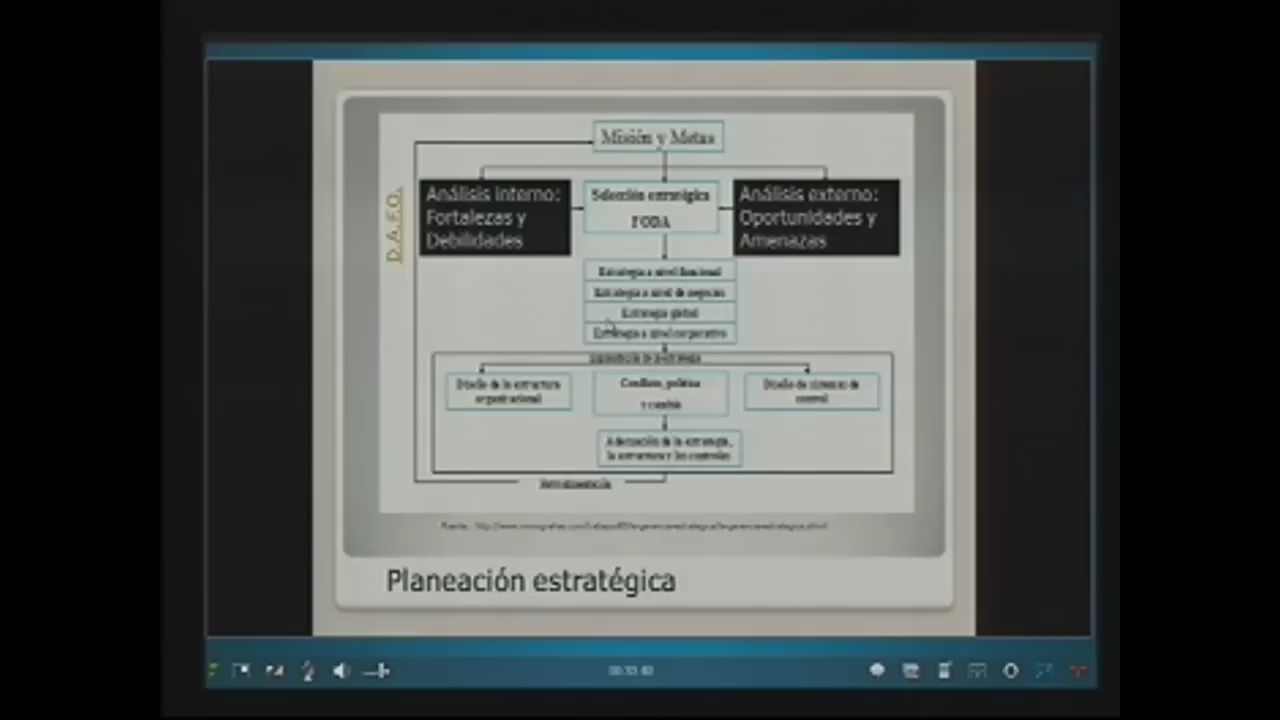 Misión y Metas
D.A.F.O.
Análisis interno:
Fortalezas y
Debilidades
Selección estratégica
FODA
Análisis externo:
Oportunidades y
Amenazas
Estrategia a nivel funcional
Estrategia a nivel de negocios
Estrategia global
Estrategia a nivel corporativo
Diseño de la estructura
organizacional
Conflicto, política
y cambio
Diseño de sistemas de
control
Adecuación de la estrategia,
la estructura y los controles
Retroalimentación
Planeación estratégica